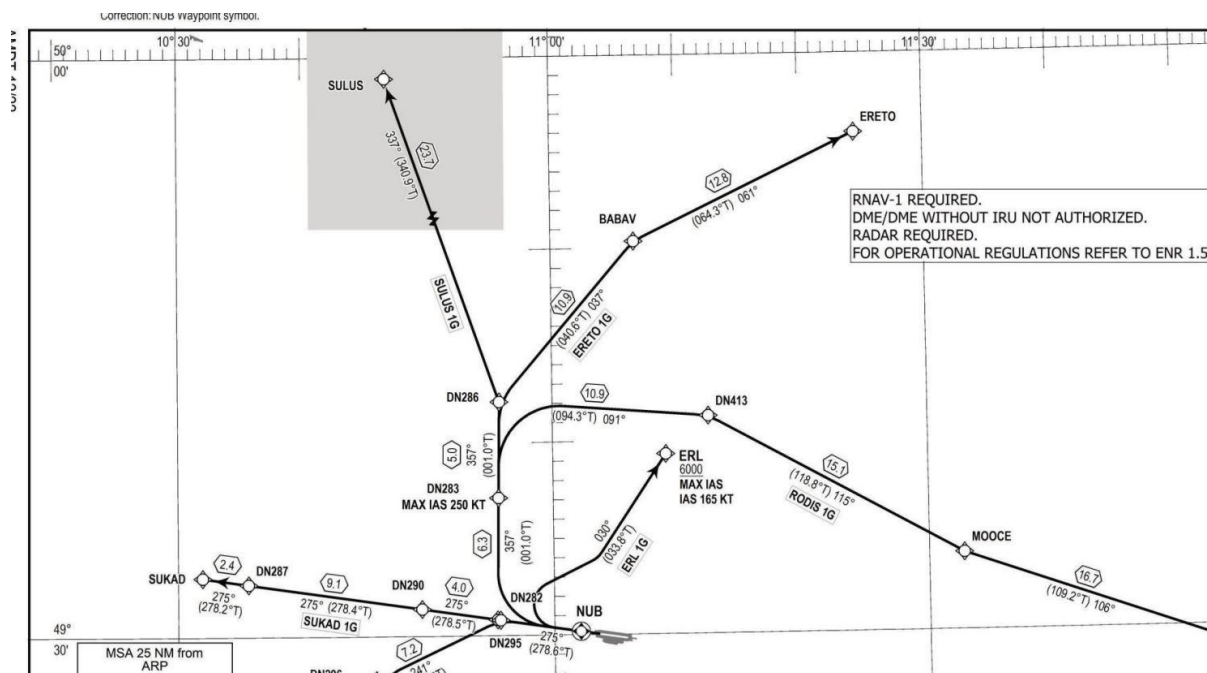 Correction: NUB Waypoint symbol.
10° 30'
11° 00'
11° 30'
50°
00'
SULUS
23.7
337° (340.9°T)
SULUS 1G
ERETO
12.8
(064.3°T) 061°
BABAV
10.9
(040.6°T) 037°
ERETO 1G
RNAV-1 REQUIRED.
DME/DME WITHOUT IRU NOT AUTHORIZED.
RADAR REQUIRED.
FOR OPERATIONAL REGULATIONS REFER TO ENR 1.5
DN286
10.9
(094.3°T) 091°
DN413
5.0
357°
(001.0°T)
ERL
6000
MAX IAS
IAS 165 KT
DN283
MAX IAS 250 KT
15.1
(118.8°T) 115°
RODIS 1G
6.3
357°
(001.0°T)
030°
(033.8°T)
ERL 1G
MOOCE
16.7
(109.2°T) 106°
SUKAD
2.4
275°
(278.2°T)
DN287
9.1
275° (278.4°T)
SUKAD 1G
DN290
4.0
275°
(278.5°T)
DN282
NUB
DN295
275°
(278.6°T)
49°
30'
MSA 25 NM from
ARP
7.2
241°